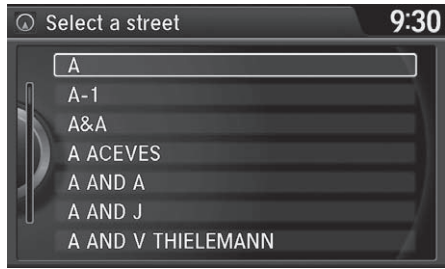 Select a street 9:30
A
A-1
A&A
A ACEVES
A AND A
A AND J
A AND V THIELEMANN